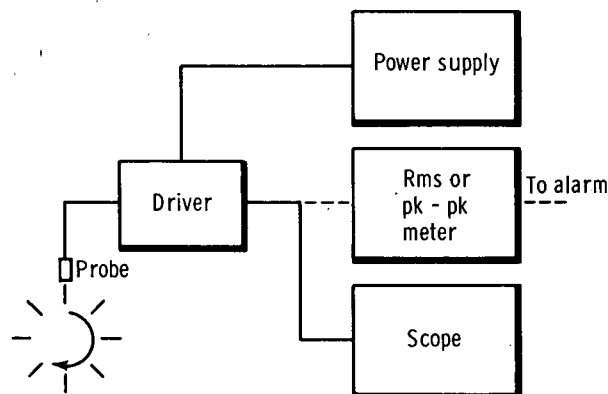 Power supply
Driver
Rms or
pk - pk
meter
To alarm
Probe
Scope